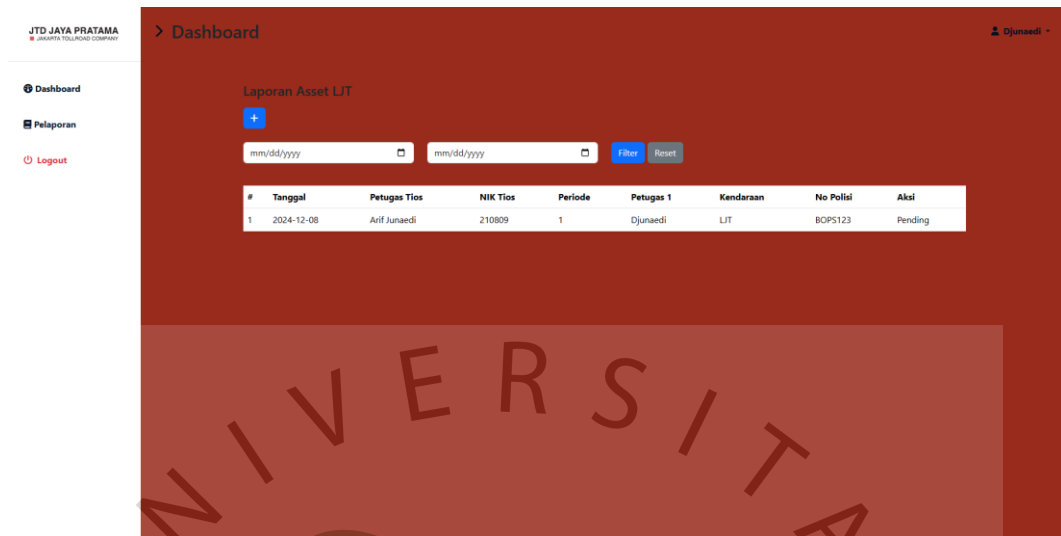 JTD JAYA PRATAMA
JAKARTA TOLLROAD COMPANY
Dashboard
Djunaedi
Dashboard
Pelaporan
Logout
Laporan Asset LJT
+
mm/dd/yyyy mm/dd/yyyy Filter Reset
# Tanggal Petugas Tios NIK Tios Periode Petugas 1 Kendaraan No Polisi Aksi
1 2024-12-08 Arif Junaedi 210809 1 Djunaedi LJT BOPS123 Pending
NIVERSITA